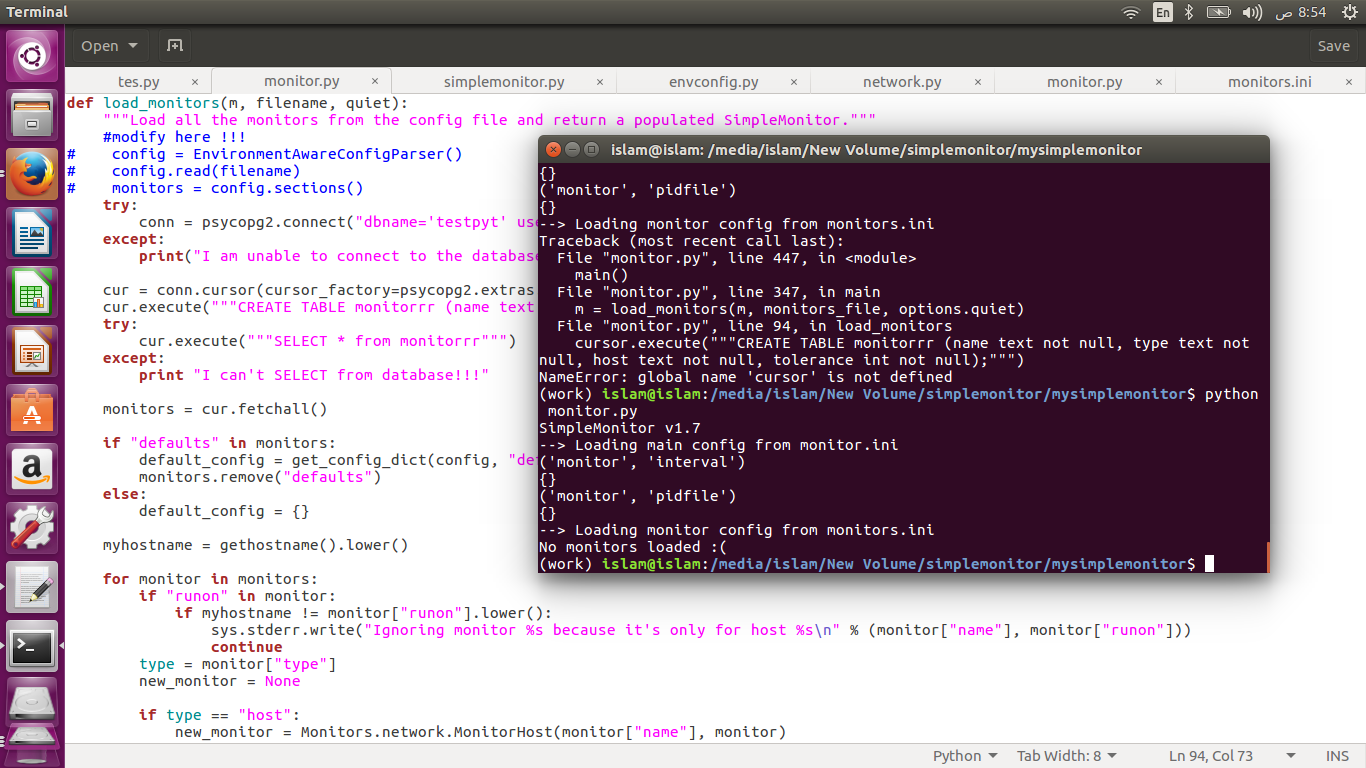 Terminal
En
8:54 ص
Open
Save
tes.py × monitor.py × simplemonitor.py × envconfig.py × network.py × monitor.py × monitors.ini ×
def load_monitors(m, filename, quiet):
    """Load all the monitors from the config file and return a populated SimpleMonitor."""
    #modify here !!!
#    config = EnvironmentAwareConfigParser()
#    config.read(filename)
#    monitors = config.sections()
    try:
        conn = psycopg2.connect("dbname='testpyt' us
    except:
        print("I am unable to connect to the database
    cur = conn.cursor(cursor_factory=psycopg2.extras
    cur.execute("""CREATE TABLE monitorrr (name text
    try:
        cur.execute("""SELECT * from monitorrr""")
    except:
        print "I can't SELECT from database!!!"
    monitors = cur.fetchall()
    if "defaults" in monitors:
        default_config = get_config_dict(config, "de
        monitors.remove("defaults")
    else:
        default_config = {}
    myhostname = gethostname().lower()
    for monitor in monitors:
        if "runon" in monitor:
            if myhostname != monitor["runon"].lower():
                sys.stderr.write("Ignoring monitor %s because it's only for host %s\n" % (monitor["name"], monitor["runon"]))
                continue
        type = monitor["type"]
        new_monitor = None
        if type == "host":
            new_monitor = Monitors.network.MonitorHost(monitor["name"], monitor)
islam@islam: /media/islam/New Volume/simplemonitor/mysimplemonitor
{}
('monitor', 'pidfile')
{}
--> Loading monitor config from monitors.ini
Traceback (most recent call last):
  File "monitor.py", line 447, in <module>
    main()
  File "monitor.py", line 347, in main
    m = load_monitors(m, monitors_file, options.quiet)
  File "monitor.py", line 94, in load_monitors
    cursor.execute("""CREATE TABLE monitorrr (name text not null, type text not
null, host text not null, tolerance int not null);""")
NameError: global name 'cursor' is not defined
(work) islam@islam:/media/islam/New Volume/simplemonitor/mysimplemonitor$ python
 monitor.py
SimpleMonitor v1.7
--> Loading main config from monitor.ini
('monitor', 'interval')
{}
('monitor', 'pidfile')
{}
--> Loading monitor config from monitors.ini
No monitors loaded :(
(work) islam@islam:/media/islam/New Volume/simplemonitor/mysimplemonitor$
Python Tab Width: 8 Ln 94, Col 73 INS